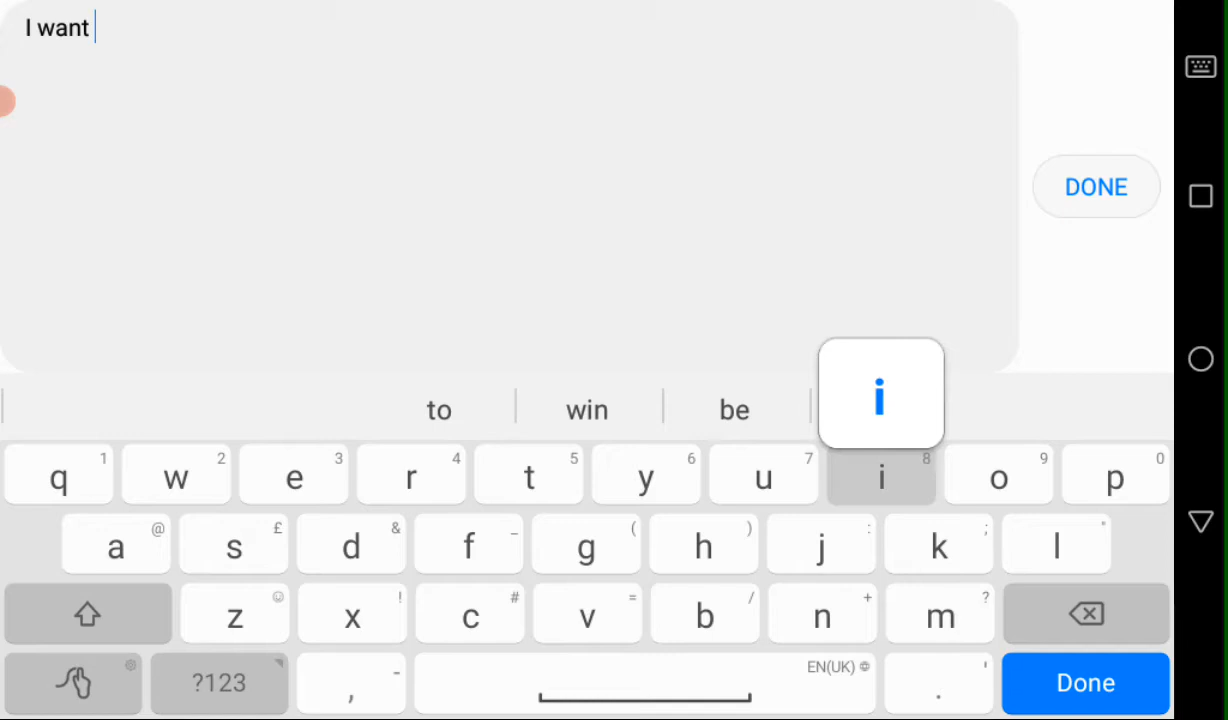 I want
DONE
to win be
i
q 1 w 2 e 3 r 4 t 5 y 6 u 7 i 8 o 9 p 0
a @ s £ d & f _ g ( h ) j : k ; l "
z x ! c # v = b / n + m ?
?123 , - EN(UK) . ' Done